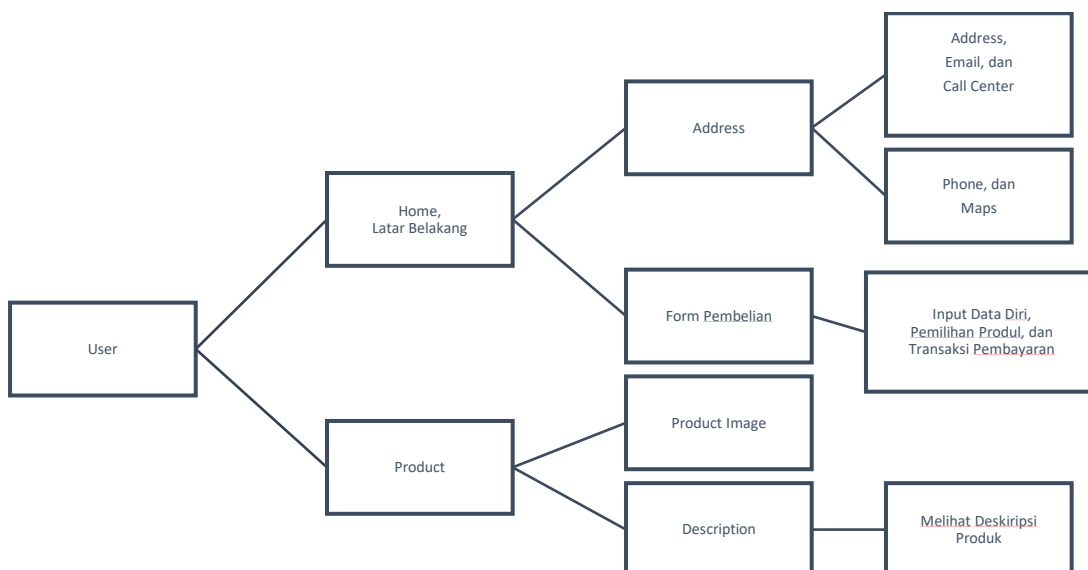 Address,
Email, dan
Call Center
Address
Phone, dan
Maps
Home,
Latar Belakang
Form Pembelian
Input Data Diri,
Pemilihan Produl, dan
Transaksi Pembayaran
User
Product Image
Product
Description
Melihat Deskiripsi
Produk